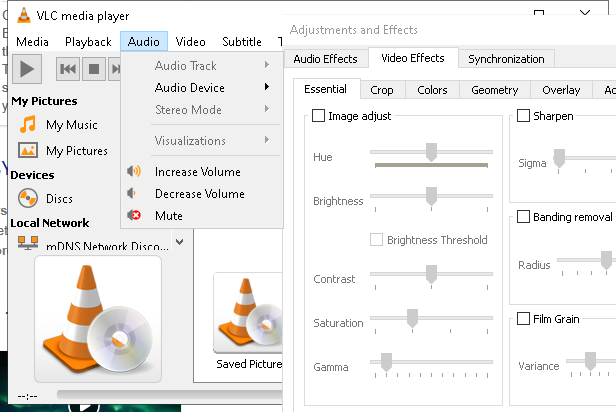 VLC media player
Media Playback Audio Video Subtitle
Audio Track
Audio Device
Stereo Mode
Visualizations
Increase Volume
Decrease Volume
Mute
My Pictures
My Music
My Pictures
Devices
Discs
Local Network
mDNS Network Disco...
Saved Picture
--:--
Adjustments and Effects
Audio Effects Video Effects Synchronization
Essential Crop Colors Geometry Overlay
Image adjust
Hue
Brightness
Brightness Threshold
Contrast
Saturation
Gamma
Sharpen
Sigma
Banding removal
Radius
Film Grain
Variance